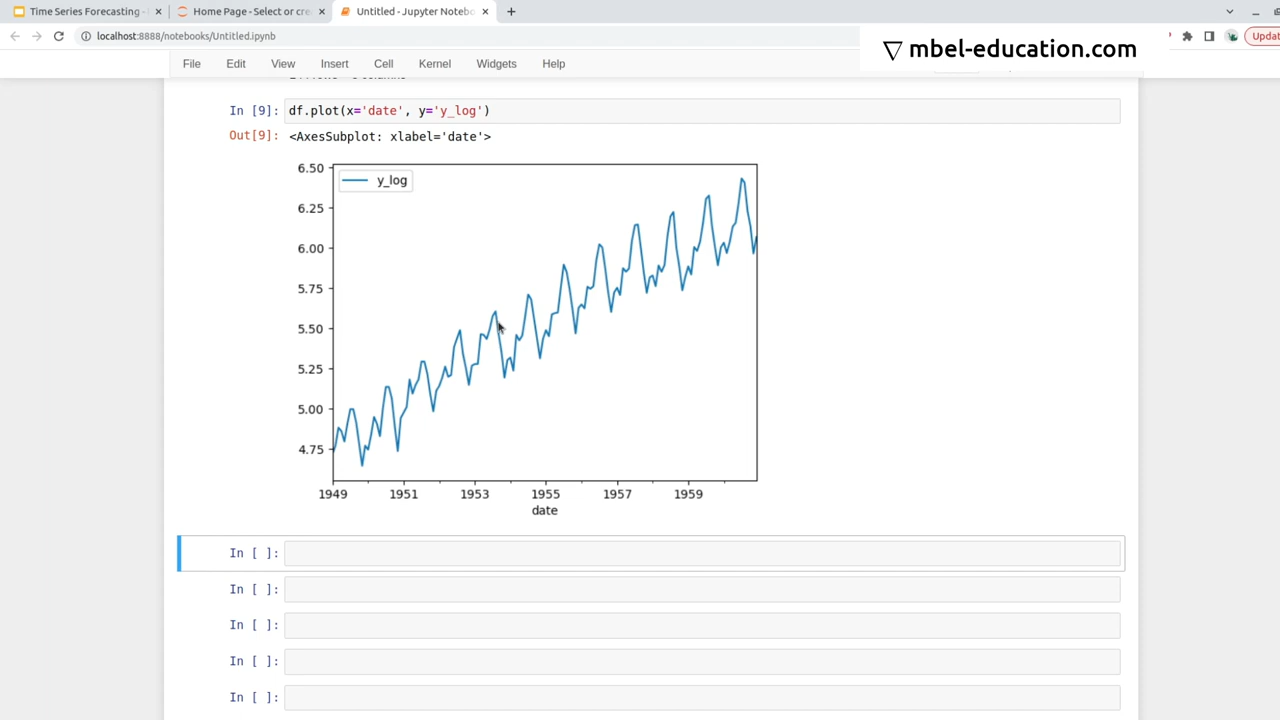 Time Series Forecasting -
Home Page - Select or cre
Untitled - Jupyter Notebo
localhost:8888/notebooks/Untitled.ipynb
Updat
mbel-education.com
File Edit View Insert Cell Kernel Widgets Help
In [9]: df.plot(x='date', y='y_log')
Out[9]: <AxesSubplot: xlabel='date'>
y_log
6.50
6.25
6.00
5.75
5.50
5.25
5.00
4.75
1949 1951 1953 1955 1957 1959
date
In [ ]:
In [ ]:
In [ ]:
In [ ]:
In [ ]: